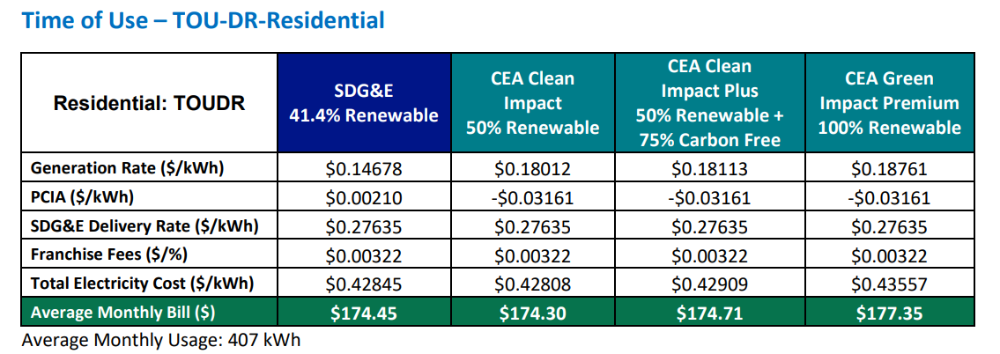 Time of Use – TOU-DR-Residential
Residential: TOUDR
SDG&E
41.4% Renewable
CEA Clean
Impact
50% Renewable
CEA Clean
Impact Plus
50% Renewable +
75% Carbon Free
CEA Green
Impact Premium
100% Renewable
Generation Rate ($/kWh) $0.14678 $0.18012 $0.18113 $0.18761
PCIA ($/kWh) $0.00210 -$0.03161 -$0.03161 -$0.03161
SDG&E Delivery Rate ($/kWh) $0.27635 $0.27635 $0.27635 $0.27635
Franchise Fees ($/%) $0.00322 $0.00322 $0.00322 $0.00322
Total Electricity Cost ($/kWh) $0.42845 $0.42808 $0.42909 $0.43557
Average Monthly Bill ($) $174.45 $174.30 $174.71 $177.35
Average Monthly Usage: 407 kWh